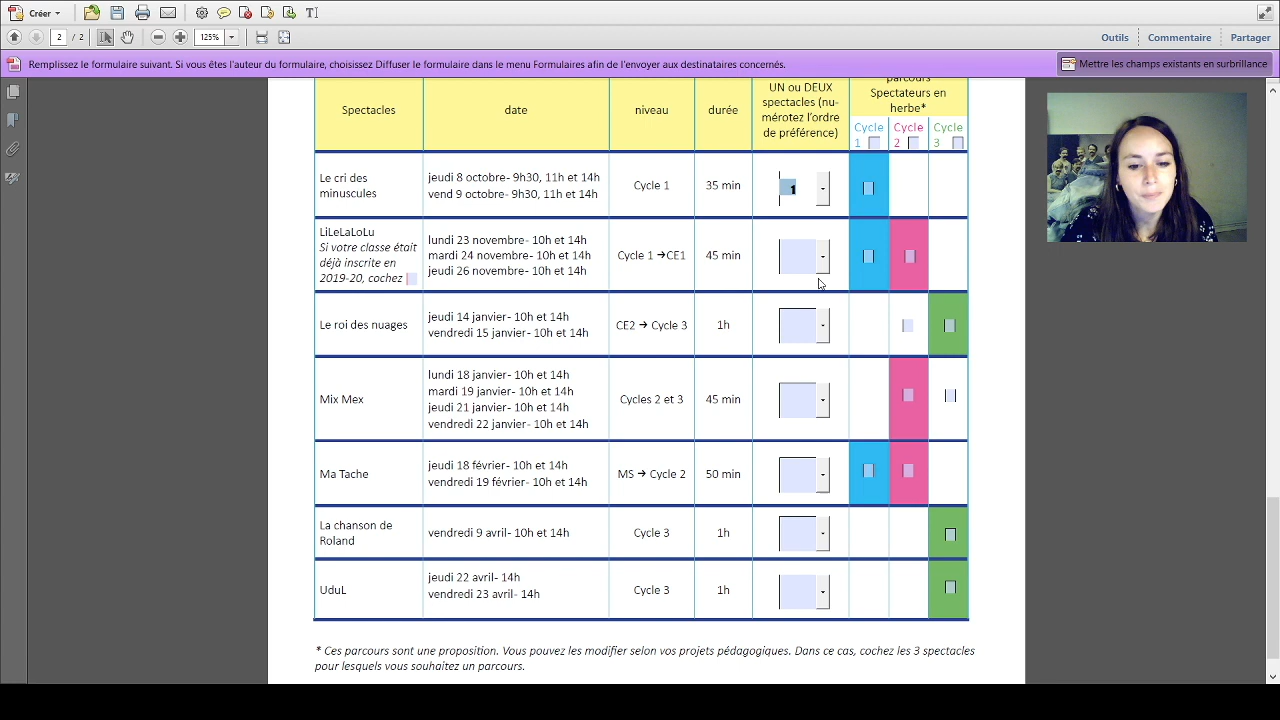 Créer
2 / 2
125%
Outils
Commentaire
Partager
Remplissez le formulaire suivant. Si vous êtes l'auteur du formulaire, choisissez Diffuser le formulaire dans le menu Formulaires afin de l'envoyer aux destinataires concernés.
Mettre les champs existants en surbrillance
Spectacles
date
niveau
durée
UN ou DEUX
spectacles (nu-
mérotez l'ordre
de préférence)
parcours
Spectateurs en
herbe*
Cycle
1
Cycle
2
Cycle
3
Le cri des
minuscules
jeudi 8 octobre- 9h30, 11h et 14h
vend 9 octobre- 9h30, 11h et 14h
Cycle 1
35 min
1
LiLeLaLoLu
Si votre classe était
déjà inscrite en
2019-20, cochez
lundi 23 novembre- 10h et 14h
mardi 24 novembre- 10h et 14h
jeudi 26 novembre- 10h et 14h
Cycle 1 →CE1
45 min
Le roi des nuages
jeudi 14 janvier- 10h et 14h
vendredi 15 janvier- 10h et 14h
CE2 → Cycle 3
1h
Mix Mex
lundi 18 janvier- 10h et 14h
mardi 19 janvier- 10h et 14h
jeudi 21 janvier- 10h et 14h
vendredi 22 janvier- 10h et 14h
Cycles 2 et 3
45 min
Ma Tache
jeudi 18 février- 10h et 14h
vendredi 19 février- 10h et 14h
MS → Cycle 2
50 min
La chanson de
Roland
vendredi 9 avril- 10h et 14h
Cycle 3
1h
UduL
jeudi 22 avril- 14h
vendredi 23 avril- 14h
Cycle 3
1h
* Ces parcours sont une proposition. Vous pouvez les modifier selon vos projets pédagogiques. Dans ce cas, cochez les 3 spectacles
pour lesquels vous souhaitez un parcours.